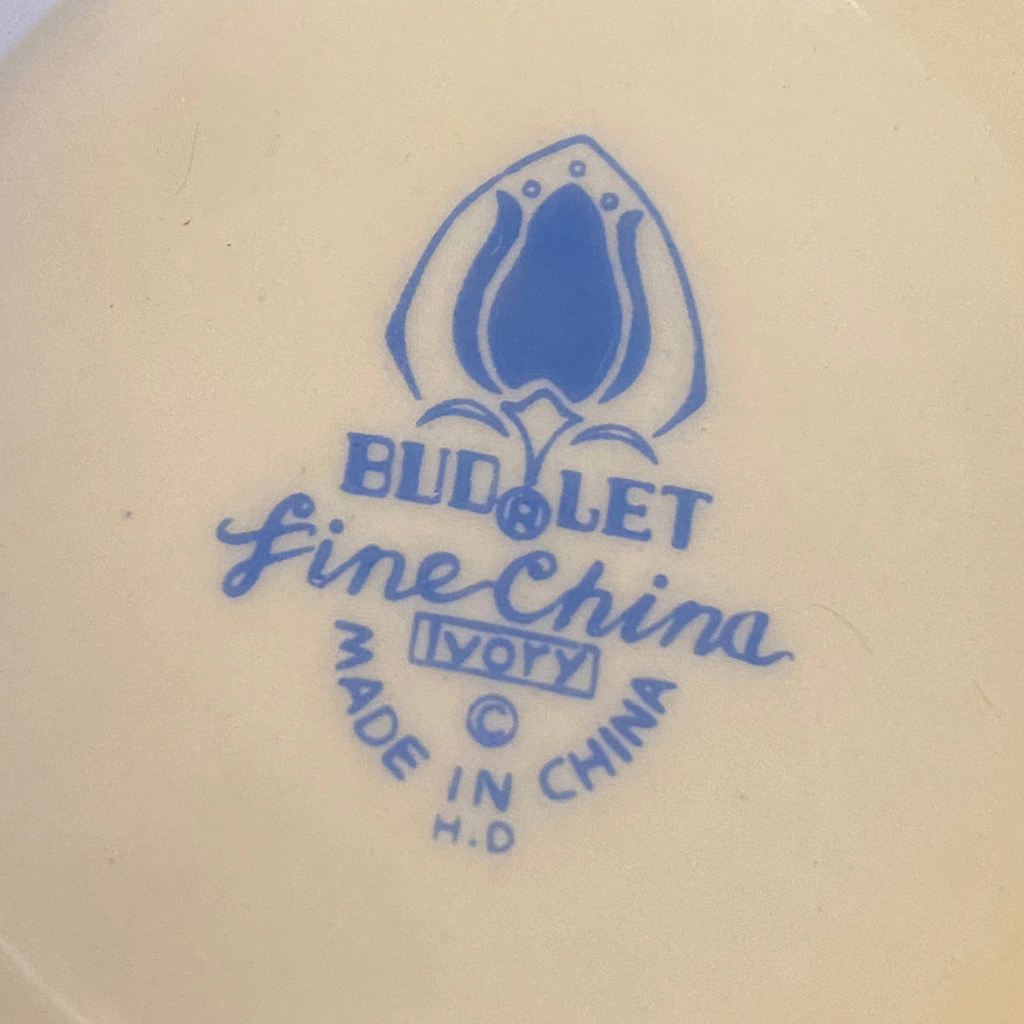 BUD®LET
fine China
Ivory
©
MADE IN CHINA
H.D